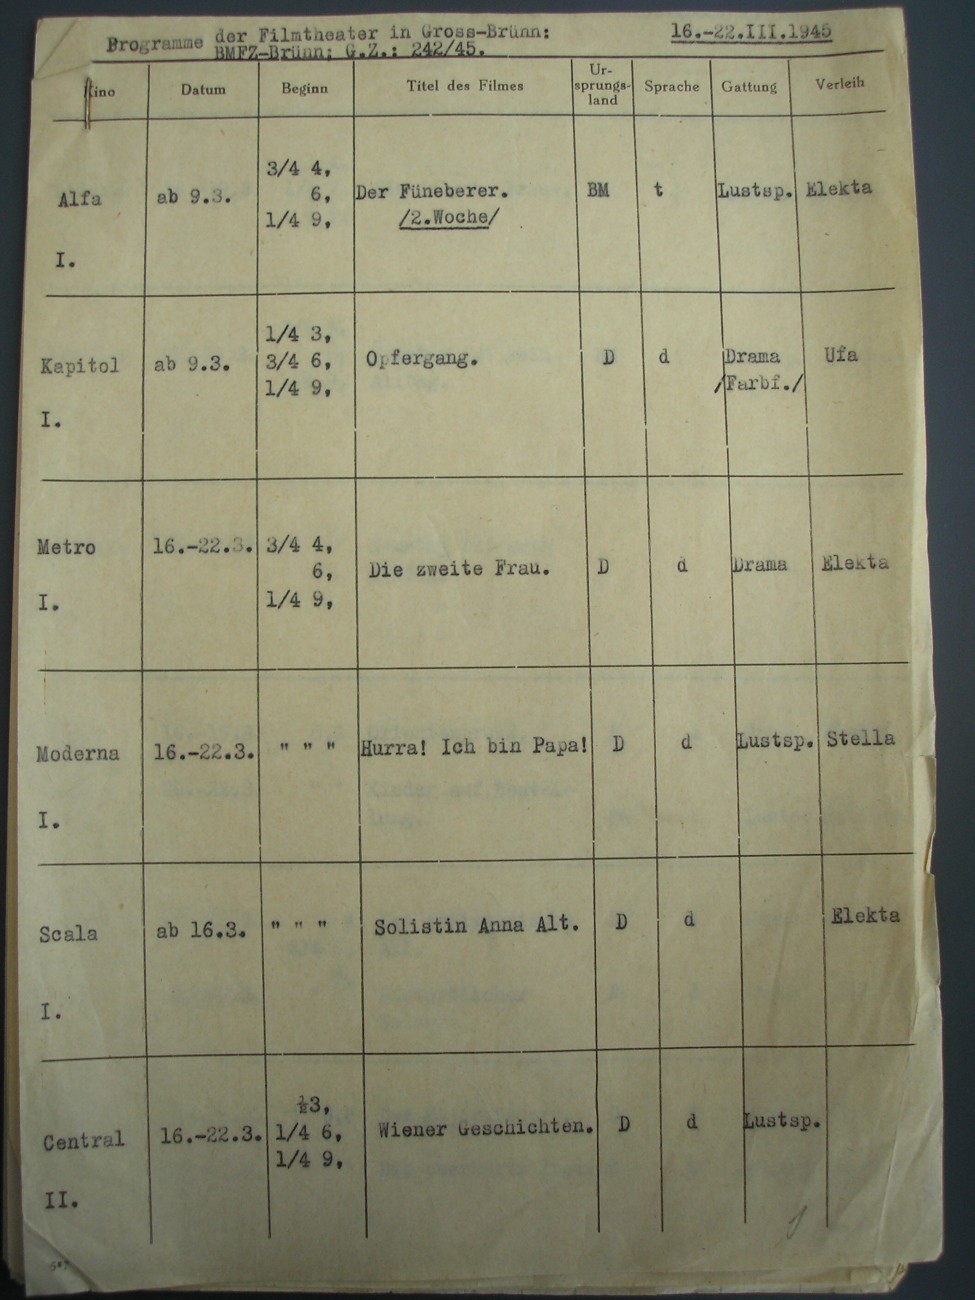 Programme der Filmtheater in Gross-Brünn: 16.-22.III.1945
BMFZ-Brünn; G.Z.: 242/45.
Kino Datum Beginn Titel des Filmes Ur-
sprungs-
land Sprache Gattung Verleih
3/4 4,
Alfa ab 9.3. 6, Der Füneberer. BM t Lustsp. Elekta
1/4 9, /2.Woche/
I.
1/4 3,
Kapitol ab 9.3. 3/4 6, Opfergang. D d Drama Ufa
1/4 9, /Farbf./
I.
Metro 16.-22.3. 3/4 4,
6, Die zweite Frau. D d Drama Elekta
I. 1/4 9,
Moderna 16.-22.3. " " " Hurra! Ich bin Papa! D d Lustsp. Stella
I.
Scala ab 16.3. " " " Solistin Anna Alt. D d Elekta
I.
½3,
Central 16.-22.3. 1/4 6, Wiener Geschichten. D d Lustsp.
1/4 9,
II.